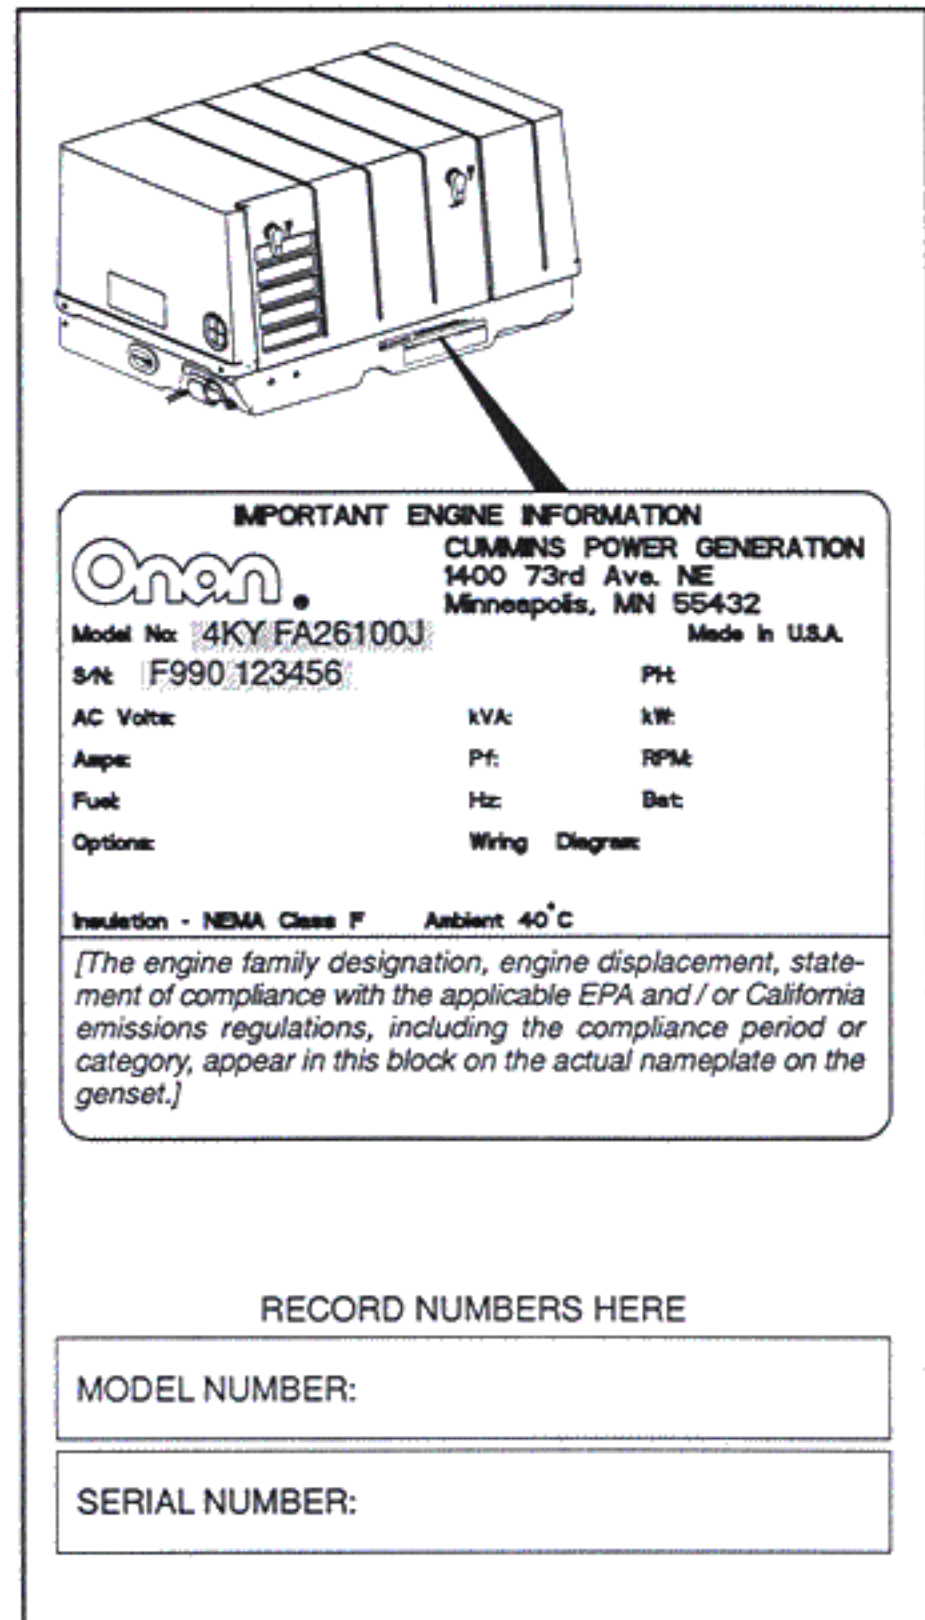 IMPORTANT ENGINE INFORMATION
Onan®
CUMMINS POWER GENERATION
1400 73rd Ave. NE
Minneapolis, MN 55432
Model No: 4KY FA26100J
Made in U.S.A.
S/N: F990 123456 PH:
AC Volts: kVA: kW:
Amps: Pf: RPM:
Fuel: Hz: Bat:
Options: Wiring Diagram:
Insulation - NEMA Class F Ambient 40°C
[The engine family designation, engine displacement, state-
ment of compliance with the applicable EPA and / or California
emissions regulations, including the compliance period or
category, appear in this block on the actual nameplate on the
genset.]
RECORD NUMBERS HERE
MODEL NUMBER:
SERIAL NUMBER: